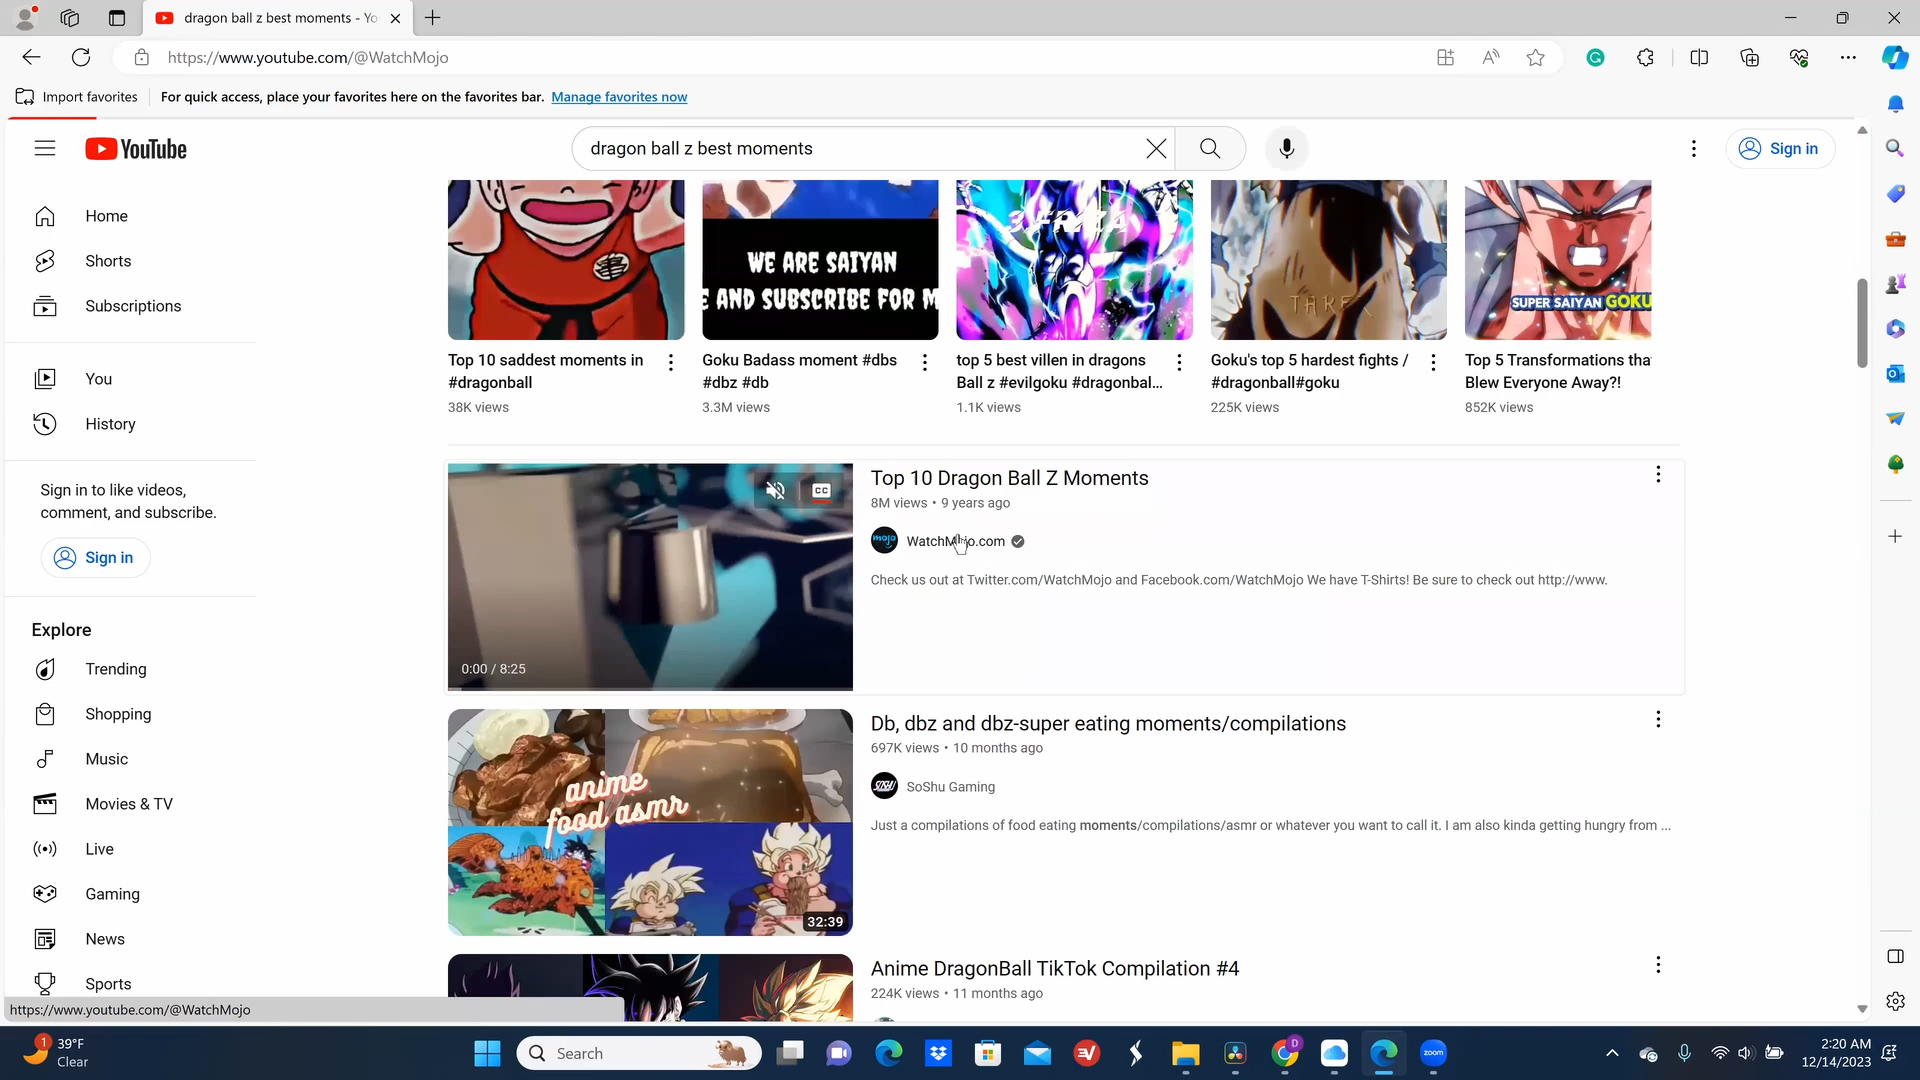 dragon ball z best moments - Yo
https://www.youtube.com/@WatchMojo
Import favorites
For quick access, place your favorites here on the favorites bar. Manage favorites now
YouTube
dragon ball z best moments
Sign in
Home
Shorts
Subscriptions
You
History
Sign in to like videos,
comment, and subscribe.
Sign in
Explore
Trending
Shopping
Music
Movies & TV
Live
Gaming
News
Sports
WE ARE SAIYAN
E AND SUBSCRIBE FOR M
3.FRIEZA
TAKE
SUPER SAIYAN GOKU
Top 10 saddest moments in
#dragonball
38K views
Goku Badass moment #dbs
#dbz #db
3.3M views
top 5 best villen in dragons
Ball z #evilgoku #dragonbal...
1.1K views
Goku's top 5 hardest fights /
#dragonball#goku
225K views
Top 5 Transformations tha
Blew Everyone Away?!
852K views
CC
0:00 / 8:25
Top 10 Dragon Ball Z Moments
8M views • 9 years ago
mojo
WatchMojo.com
Check us out at Twitter.com/WatchMojo and Facebook.com/WatchMojo We have T-Shirts! Be sure to check out http://www.
anime
food asmr
32:39
Db, dbz and dbz-super eating moments/compilations
697K views • 10 months ago
SOSHU
SoShu Gaming
Just a compilations of food eating moments/compilations/asmr or whatever you want to call it. I am also kinda getting hungry from ...
Anime DragonBall TikTok Compilation #4
224K views • 11 months ago
https://www.youtube.com/@WatchMojo
1
39°F
Clear
Search
D
zoom
2:20 AM
12/14/2023